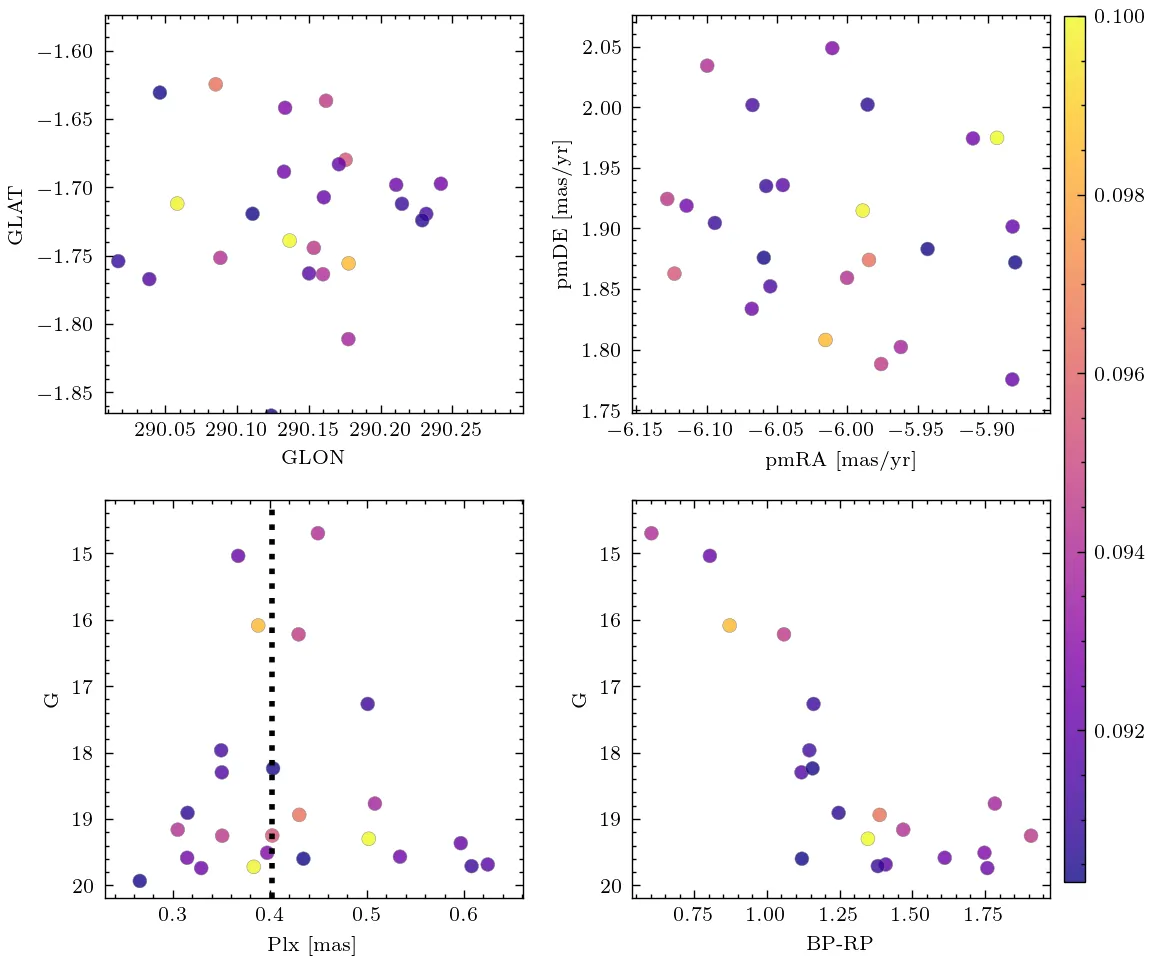 −1.60
−1.65
−1.70
−1.75
−1.80
−1.85
GLAT
290.05 290.10 290.15 290.20 290.25
GLON
2.05
2.00
1.95
1.90
1.85
1.80
1.75
pmDE [mas/yr]
−6.15 −6.10 −6.05 −6.00 −5.95 −5.90
pmRA [mas/yr]
0.100
0.098
0.096
0.094
0.092
15
16
17
18
19
20
G
0.3 0.4 0.5 0.6
Plx [mas]
15
16
17
18
19
20
G
0.75 1.00 1.25 1.50 1.75
BP-RP